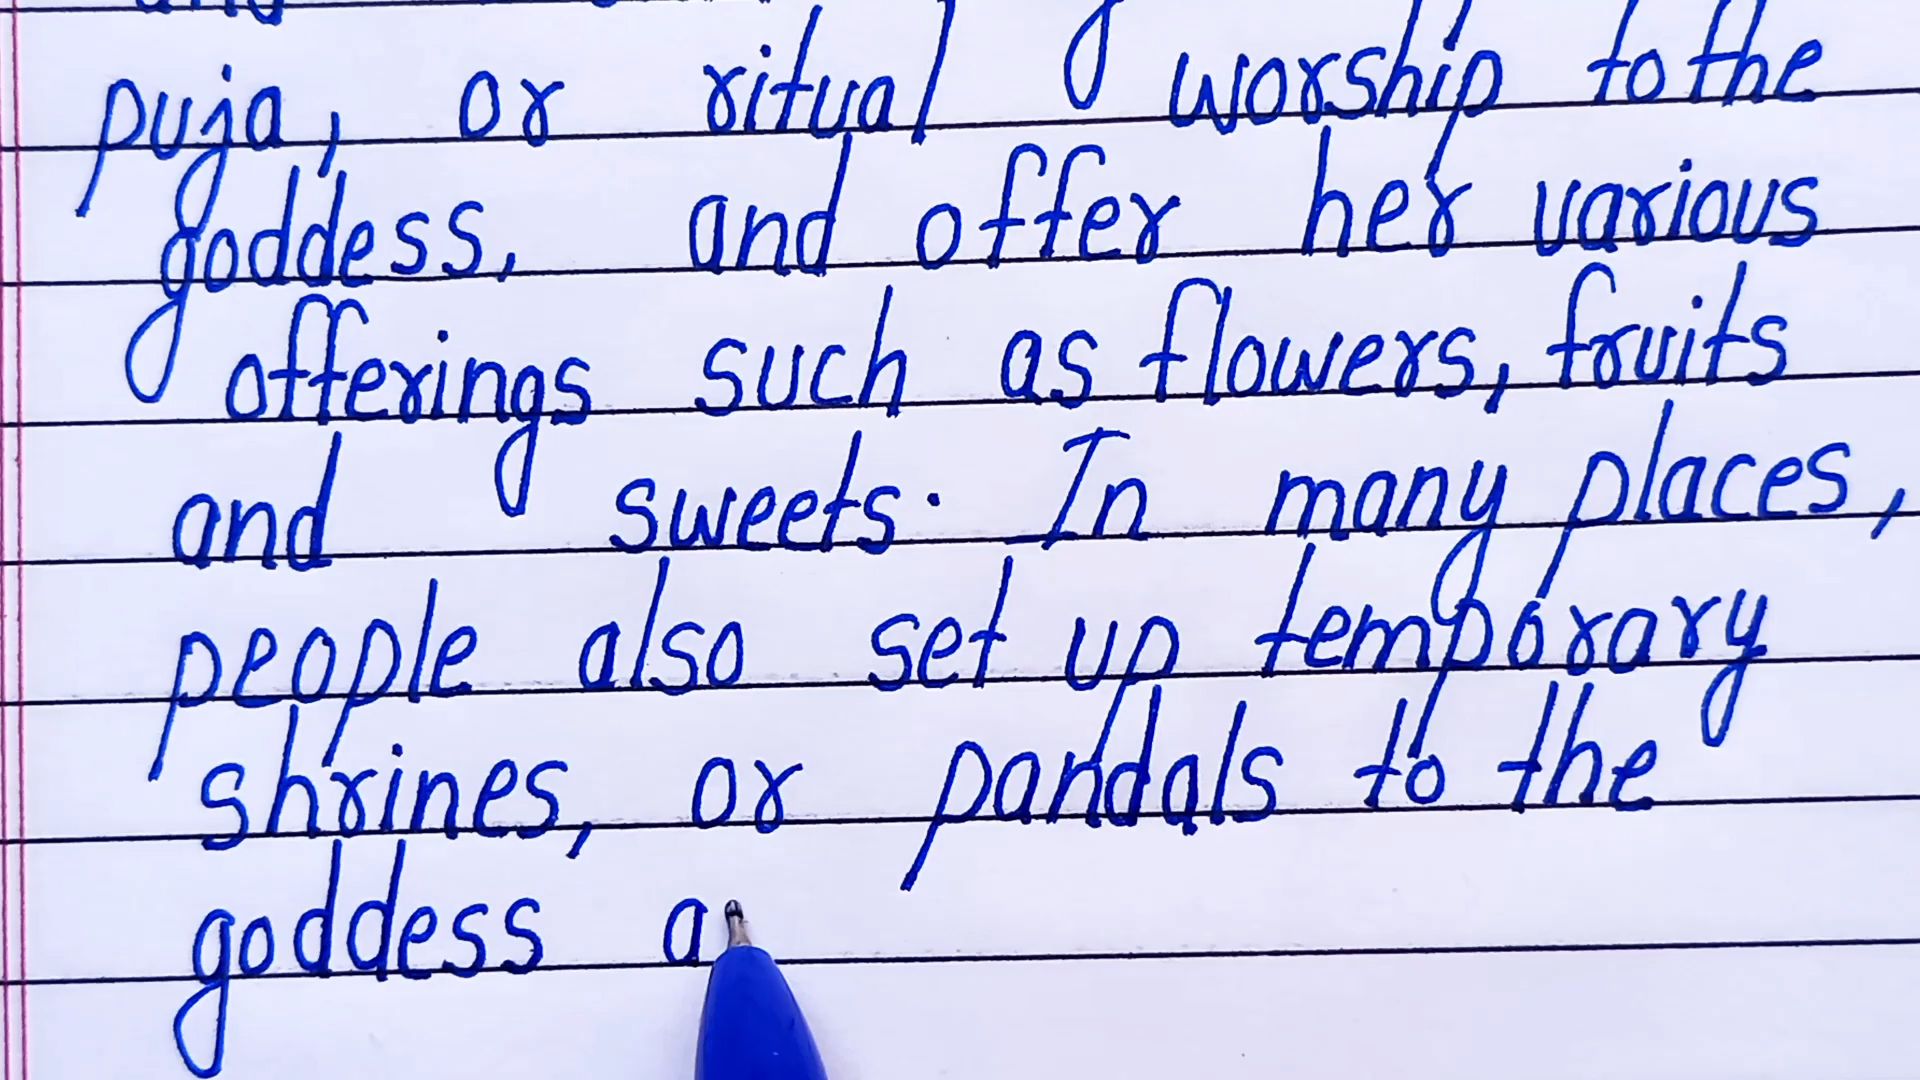 puja, or ritual worship to the
goddess, and offer her various
offerings such as flowers, fruits
and sweets. In many places,
people also set up temporary
shrines, or pandals to the
goddess a